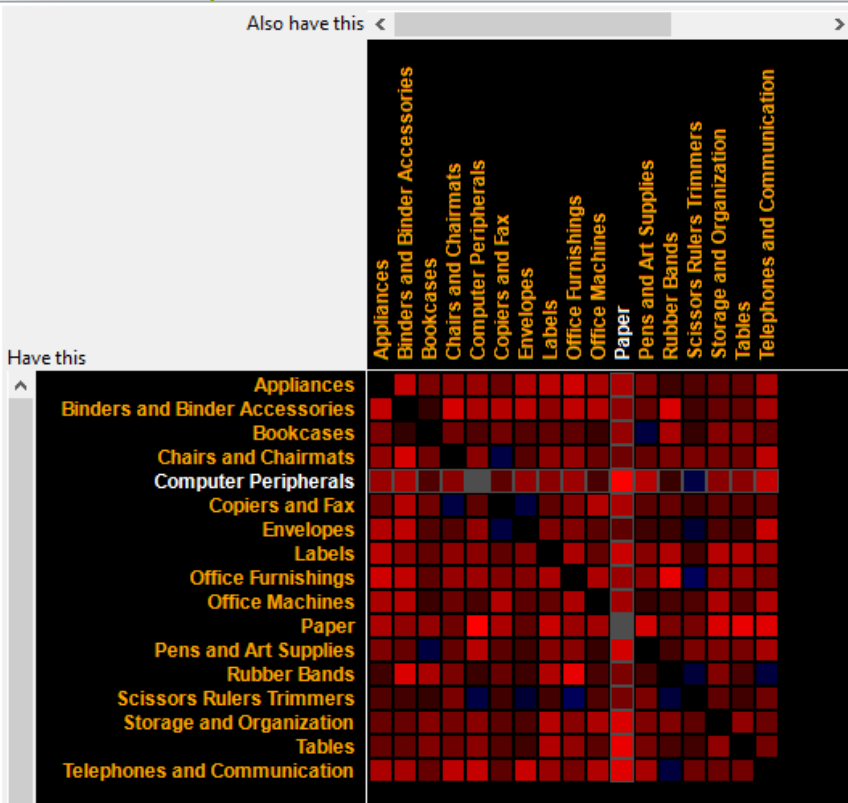 Also have this
Appliances
Binders and Binder Accessories
Bookcases
Chairs and Chairmats
Computer Peripherals
Copiers and Fax
Envelopes
Labels
Office Furnishings
Office Machines
Paper
Pens and Art Supplies
Rubber Bands
Scissors Rulers Trimmers
Storage and Organization
Tables
Telephones and Communication
Have this
Appliances
Binders and Binder Accessories
Bookcases
Chairs and Chairmats
Computer Peripherals
Copiers and Fax
Envelopes
Labels
Office Furnishings
Office Machines
Paper
Pens and Art Supplies
Rubber Bands
Scissors Rulers Trimmers
Storage and Organization
Tables
Telephones and Communication